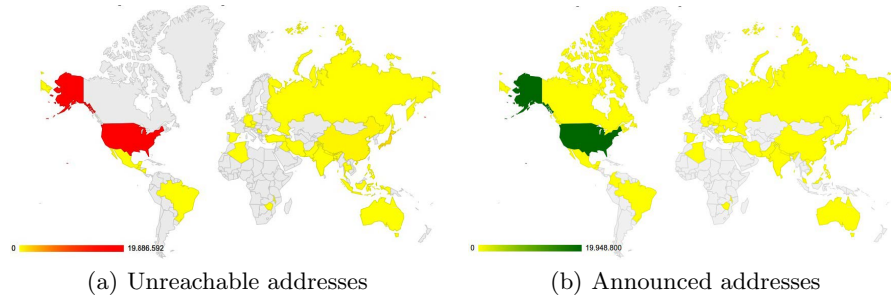 0 19.886.592 0 19.948.800
(a) Unreachable addresses (b) Announced addresses